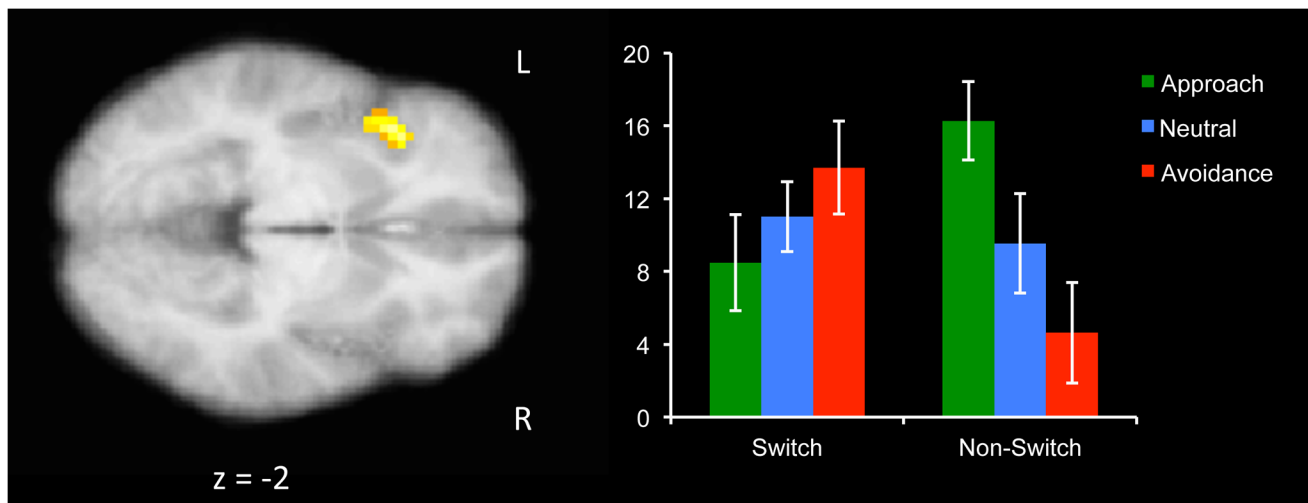 L
R
z = -2
20
16
12
8
4
0
Switch
Non-Switch
Approach
Neutral
Avoidance